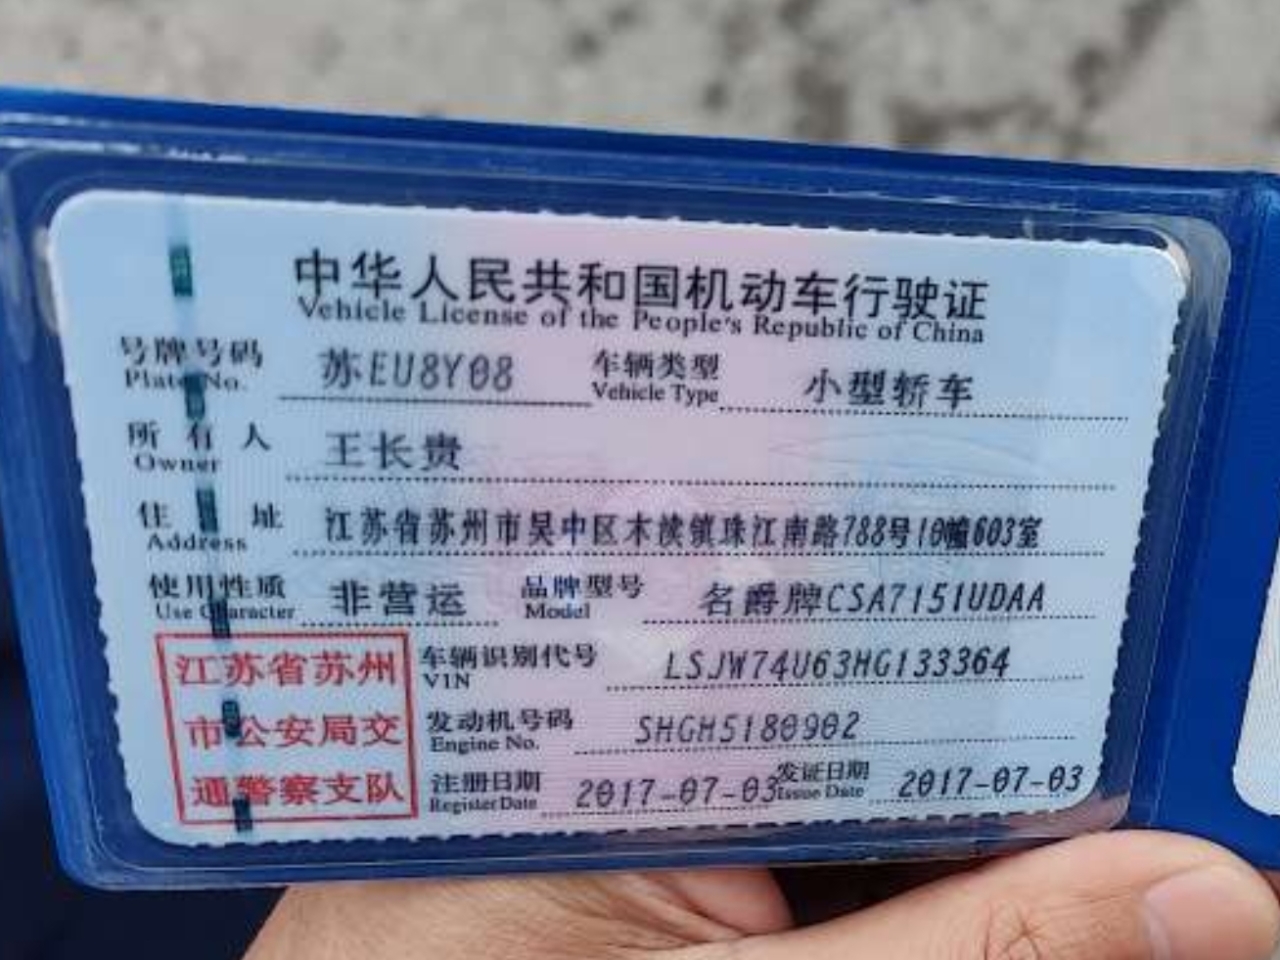 中华人民共和国机动车行驶证
Vehicle License of the People's Republic of China
号牌号码 苏EU8Y08 车辆类型 小型轿车
Plate No. Vehicle Type
所有人 王长贵
Owner
住址 江苏省苏州市吴中区木渎镇珠江南路788号10幢603室
Address
使用性质 非营运 品牌型号 名爵牌CSA7151UDAA
Use Character Model
江苏省苏州
市公安局交
通警察支队
车辆识别代号 LSJW74U63HG133364
VIN
发动机号码 SHGH5180902
Engine No.
注册日期 2017-07-03 发证日期 2017-07-03
Register Date Issue Date